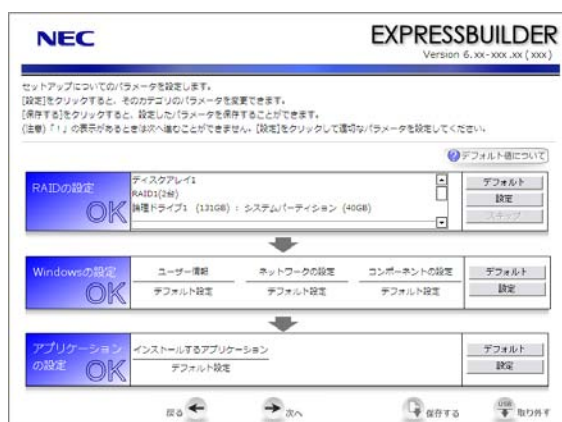 NEC
EXPRESSBUILDER
Version 6.xx-xxx.xx (xxx)
セットアップについてのパラメータを設定します。
[設定]をクリックすると、そのカテゴリのパラメータを変更できます。
[保存する]をクリックすると、設定したパラメータを保存することができます。
(注意)「！」の表示があるときは次へ進むことができません。[設定]をクリックして適切なパラメータを設定してください。
デフォルト値について
RAIDの設定
OK
ディスクアレイ1
RAID1(2台)
論理ドライブ1 (131GB) : システムパーティション (40GB)
デフォルト
設定
スキップ
Windowsの設定
OK
ユーザー情報
ネットワークの設定
コンポーネントの設定
デフォルト設定
デフォルト設定
デフォルト設定
デフォルト
設定
アプリケーション
の設定
OK
インストールするアプリケーション
デフォルト設定
デフォルト
設定
戻る
次へ
保存する
USB
取り外す